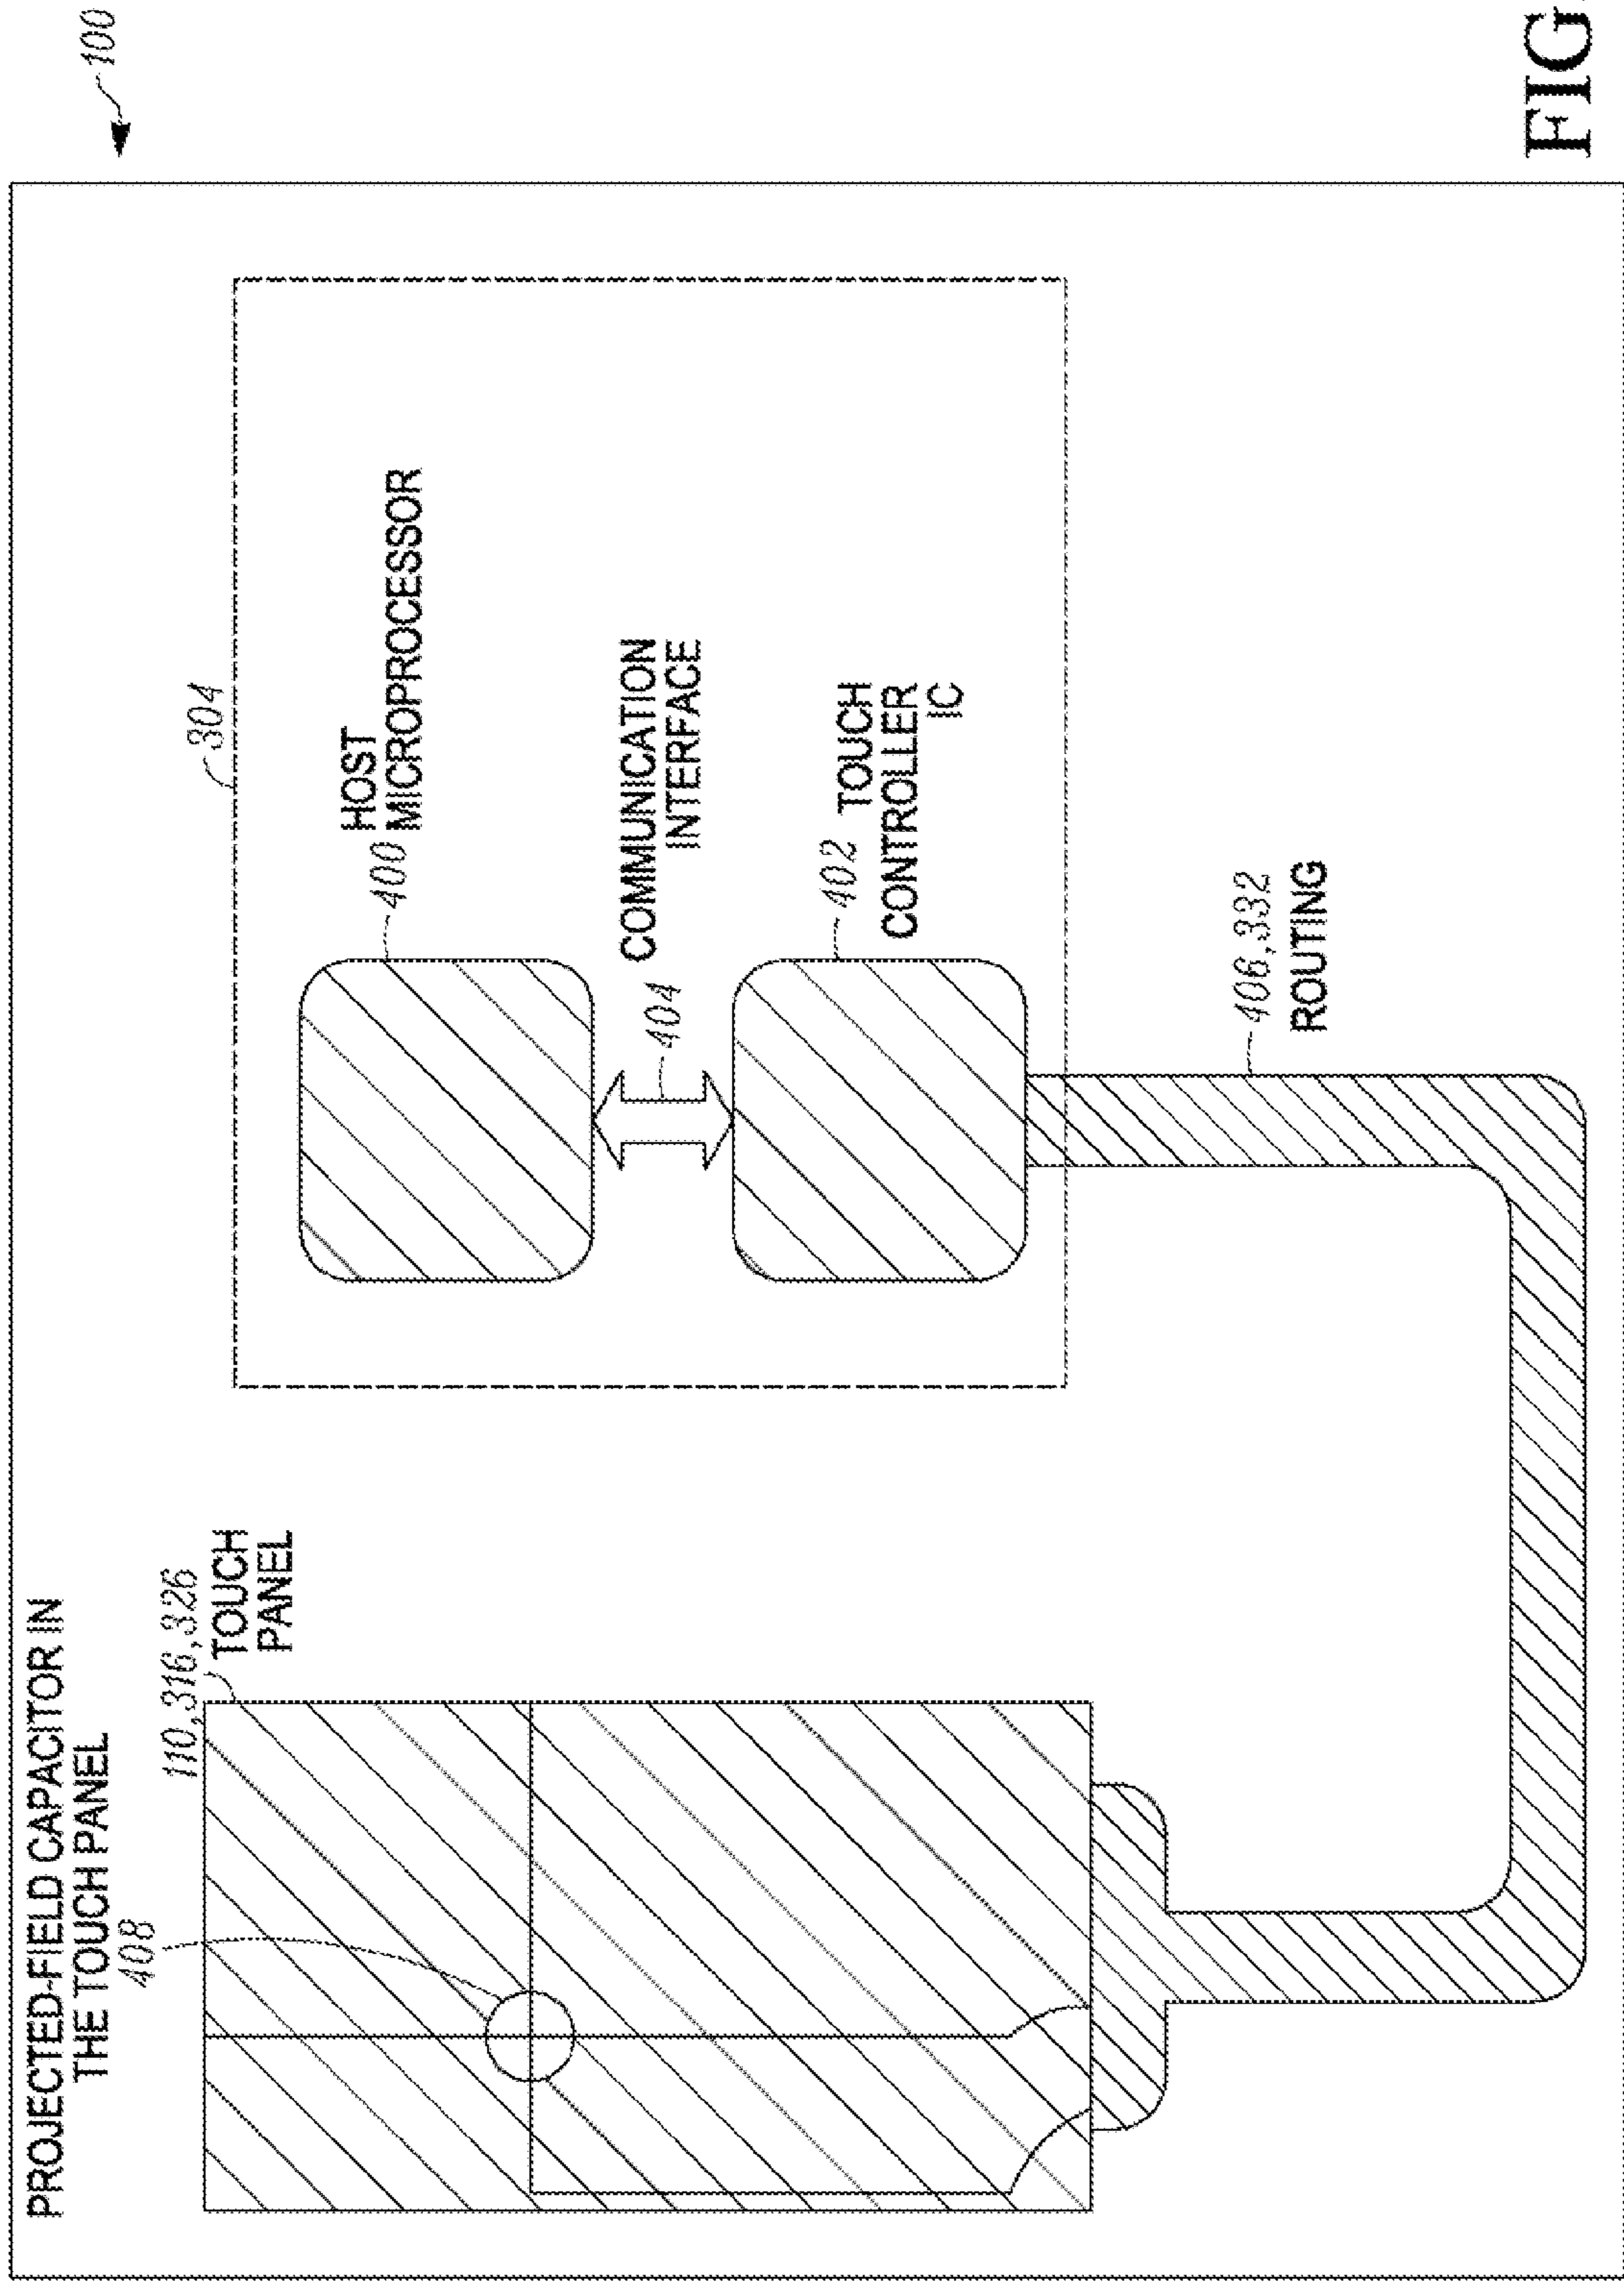 100
PROJECTED-FIELD CAPACITOR IN
THE TOUCH PANEL
408
110,316,326
TOUCH
PANEL
304
HOST
MICROPROCESSOR
400
COMMUNICATION
INTERFACE
404
402
TOUCH
CONTROLLER
IC
406,332
ROUTING
FIG.